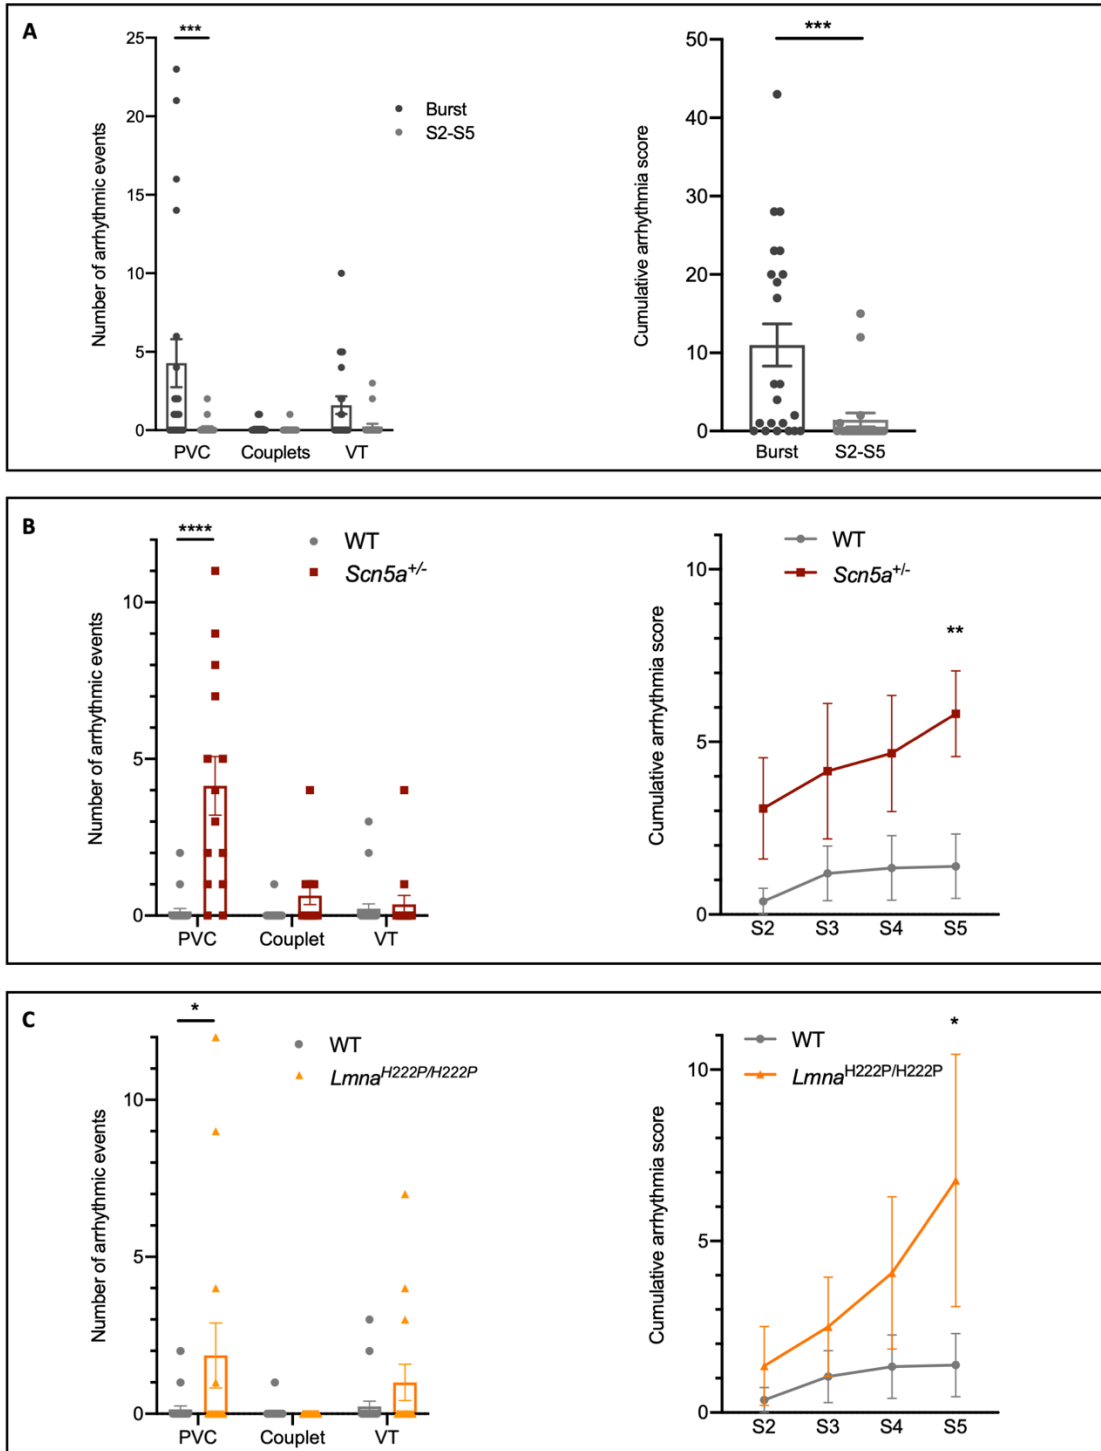 A
***
25
20
15
10
5
0
Number of arrhythmic events
Burst
S2-S5
PVC Couplets VT
***
50
40
30
20
10
0
Cumulative arrhythmia score
Burst S2-S5
B
****
WT
Scn5a+/-
10
5
0
Number of arrhythmic events
PVC Couplet VT
WT
Scn5a+/-
**
10
5
0
Cumulative arrhythmia score
S2 S3 S4 S5
C
*
WT
LmnaH222P/H222P
10
5
0
Number of arrhythmic events
PVC Couplet VT
*
WT
LmnaH222P/H222P
10
5
0
Cumulative arrhythmia score
S2 S3 S4 S5